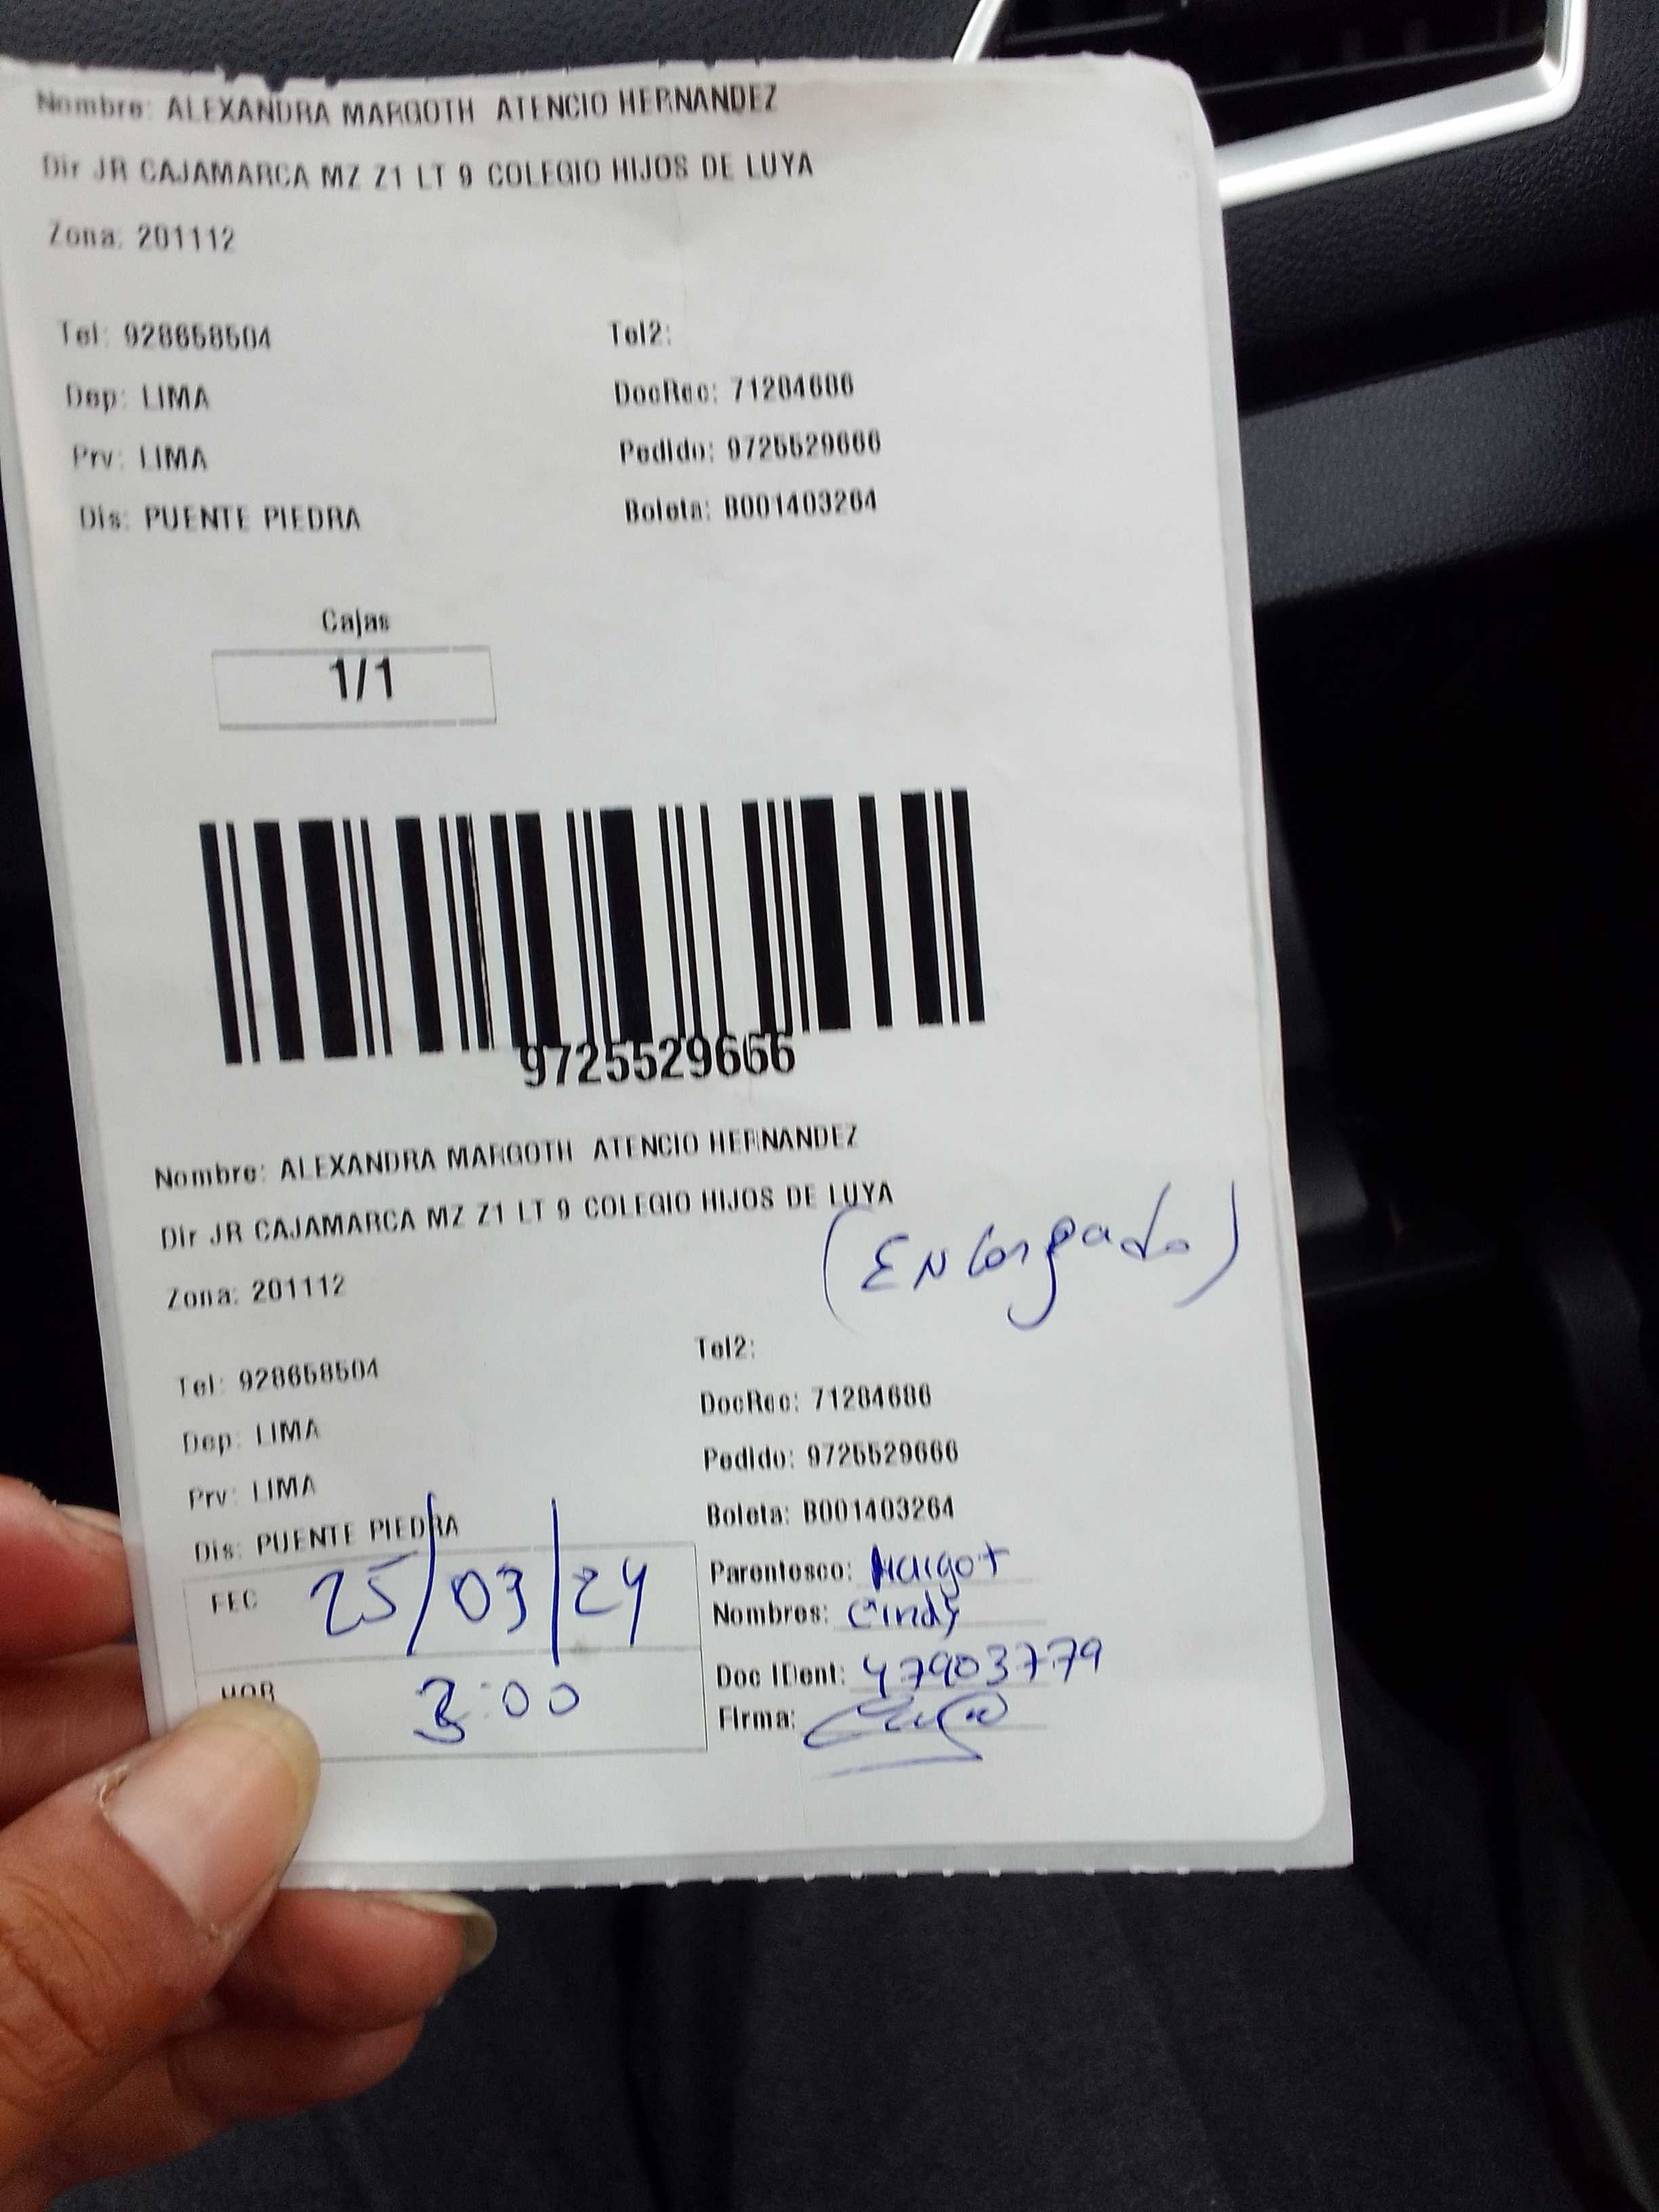 Nombre: ALEXANDRA MARGOTH ATENCIO HERNANDEZ
Dir JR CAJAMARCA MZ Z1 LT 9 COLEGIO HIJOS DE LUYA
Zona: 201112
Tel: 928658504 Tel2:
Dep: LIMA DocRec: 71284686
Prv: LIMA Pedido: 9725529666
Dis: PUENTE PIEDRA Boleta: B001403264
Cajas
1/1
9725529666
Nombre: ALEXANDRA MARGOTH ATENCIO HERNANDEZ
Dir JR CAJAMARCA MZ Z1 LT 9 COLEGIO HIJOS DE LUYA
(Encargado)
Zona: 201112
Tel: 928658504 Tel2:
Dep: LIMA DocRec: 71284686
Prv: LIMA Pedido: 9725529666
Dis: PUENTE PIEDRA Boleta: B001403264
FEC 25/03/24 Parentesco: Margot
Nombres: Cindy
HOR 3:00 Doc IDent: 47903779
Firma: